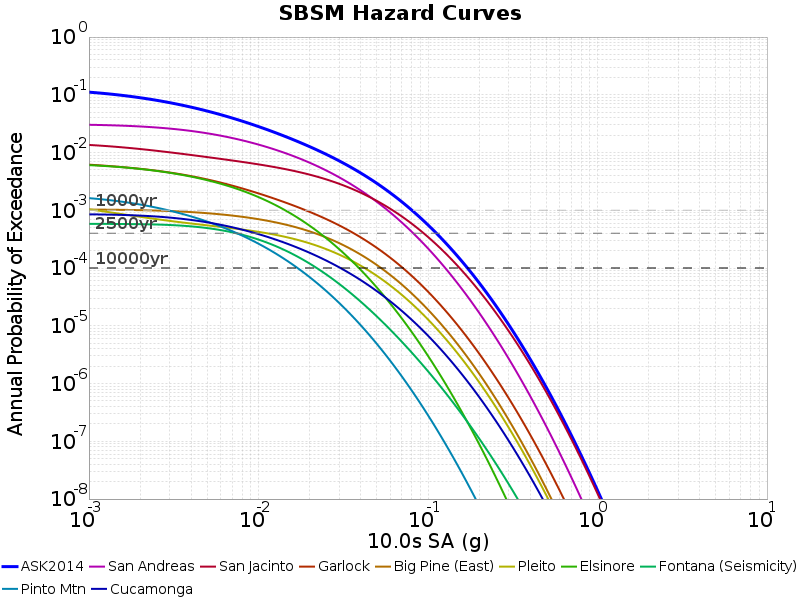 SBSM Hazard Curves
Annual Probability of Exceedance
10^0
10^-1
10^-2
10^-3
10^-4
10^-5
10^-6
10^-7
10^-8
1000yr
2500yr
10000yr
10^-3 10^-2 10^-1 10^0 10^1
10.0s SA (g)
ASK2014 San Andreas San Jacinto Garlock Big Pine (East) Pleito Elsinore Fontana (Seismicity)
Pinto Mtn Cucamonga